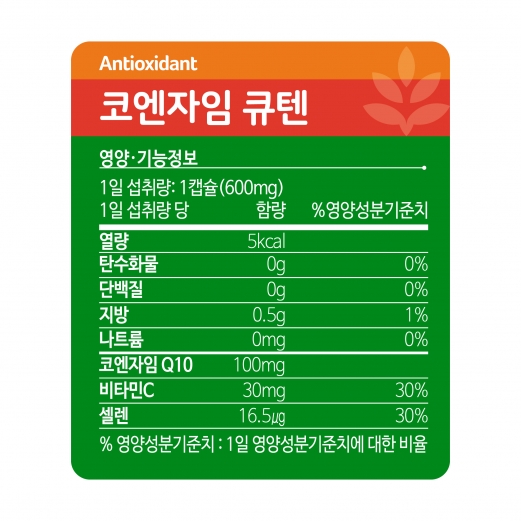 Antioxidant
코엔자임 큐텐
영양·기능정보
1일 섭취량: 1캡슐(600mg)
1일 섭취량 당 함량 %영양성분기준치
열량 5kcal
탄수화물 0g 0%
단백질 0g 0%
지방 0.5g 1%
나트륨 0mg 0%
코엔자임 Q10 100mg
비타민C 30mg 30%
셀렌 16.5㎍ 30%
% 영양성분기준치 : 1일 영양성분기준치에 대한 비율